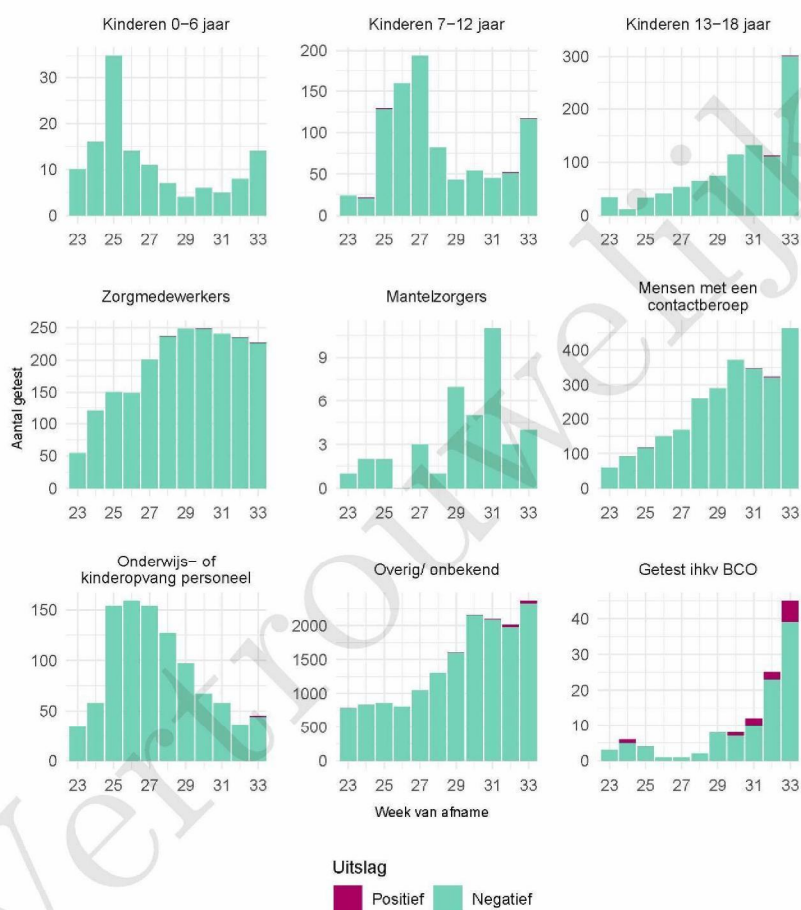 Kinderen 0–6 jaar
Kinderen 7–12 jaar
Kinderen 13–18 jaar
30
20
10
0
23 25 27 29 31 33
200
150
100
50
0
23 25 27 29 31 33
300
200
100
0
23 25 27 29 31 33
Aantal getest
Zorgmedewerkers
Mantelzorgers
Mensen met een
contactberoep
250
200
150
100
50
0
23 25 27 29 31 33
9
6
3
0
23 25 27 29 31 33
400
300
200
100
0
23 25 27 29 31 33
Onderwijs– of
kinderopvang personeel
Overig/ onbekend
Getest ihkv BCO
150
100
50
0
23 25 27 29 31 33
2000
1500
1000
500
0
23 25 27 29 31 33
40
30
20
10
0
23 25 27 29 31 33
Week van afname
Uitslag
Positief Negatief
Vertrouwelijk